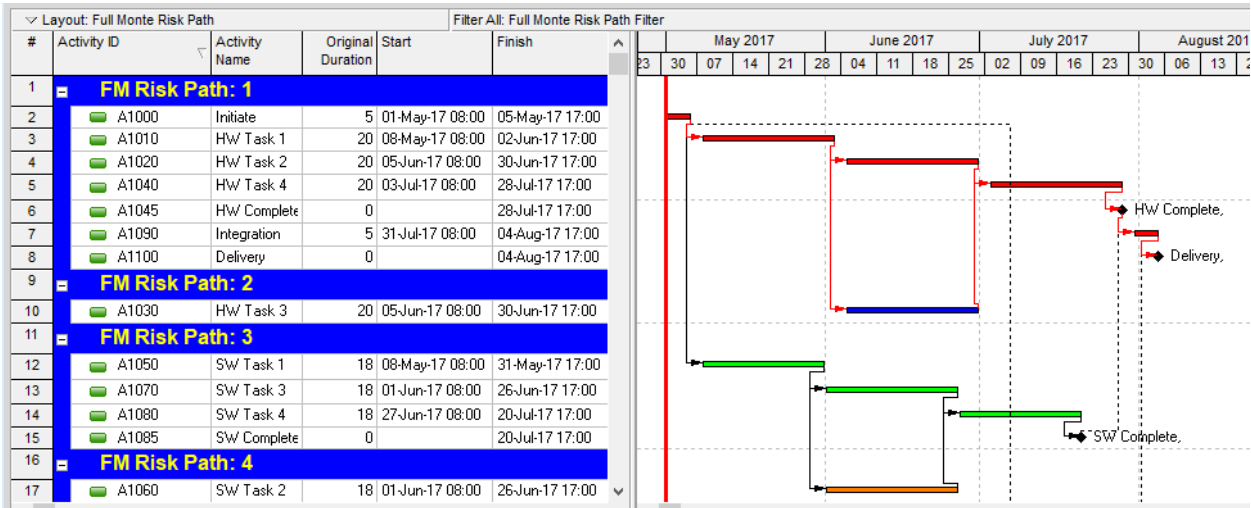 Layout: Full Monte Risk Path Filter All: Full Monte Risk Path Filter
# Activity ID Activity Name Original Duration Start Finish
May 2017 June 2017 July 2017 August 201
23 30 07 14 21 28 04 11 18 25 02 09 16 23 30 06 13 2
1 FM Risk Path: 1
2 A1000 Initiate 5 01-May-17 08:00 05-May-17 17:00
3 A1010 HW Task 1 20 08-May-17 08:00 02-Jun-17 17:00
4 A1020 HW Task 2 20 05-Jun-17 08:00 30-Jun-17 17:00
5 A1040 HW Task 4 20 03-Jul-17 08:00 28-Jul-17 17:00
6 A1045 HW Complete 0 28-Jul-17 17:00 HW Complete,
7 A1090 Integration 5 31-Jul-17 08:00 04-Aug-17 17:00
8 A1100 Delivery 0 04-Aug-17 17:00 Delivery,
9 FM Risk Path: 2
10 A1030 HW Task 3 20 05-Jun-17 08:00 30-Jun-17 17:00
11 FM Risk Path: 3
12 A1050 SW Task 1 18 08-May-17 08:00 31-May-17 17:00
13 A1070 SW Task 3 18 01-Jun-17 08:00 26-Jun-17 17:00
14 A1080 SW Task 4 18 27-Jun-17 08:00 20-Jul-17 17:00
15 A1085 SW Complete 0 20-Jul-17 17:00 SW Complete,
16 FM Risk Path: 4
17 A1060 SW Task 2 18 01-Jun-17 08:00 26-Jun-17 17:00